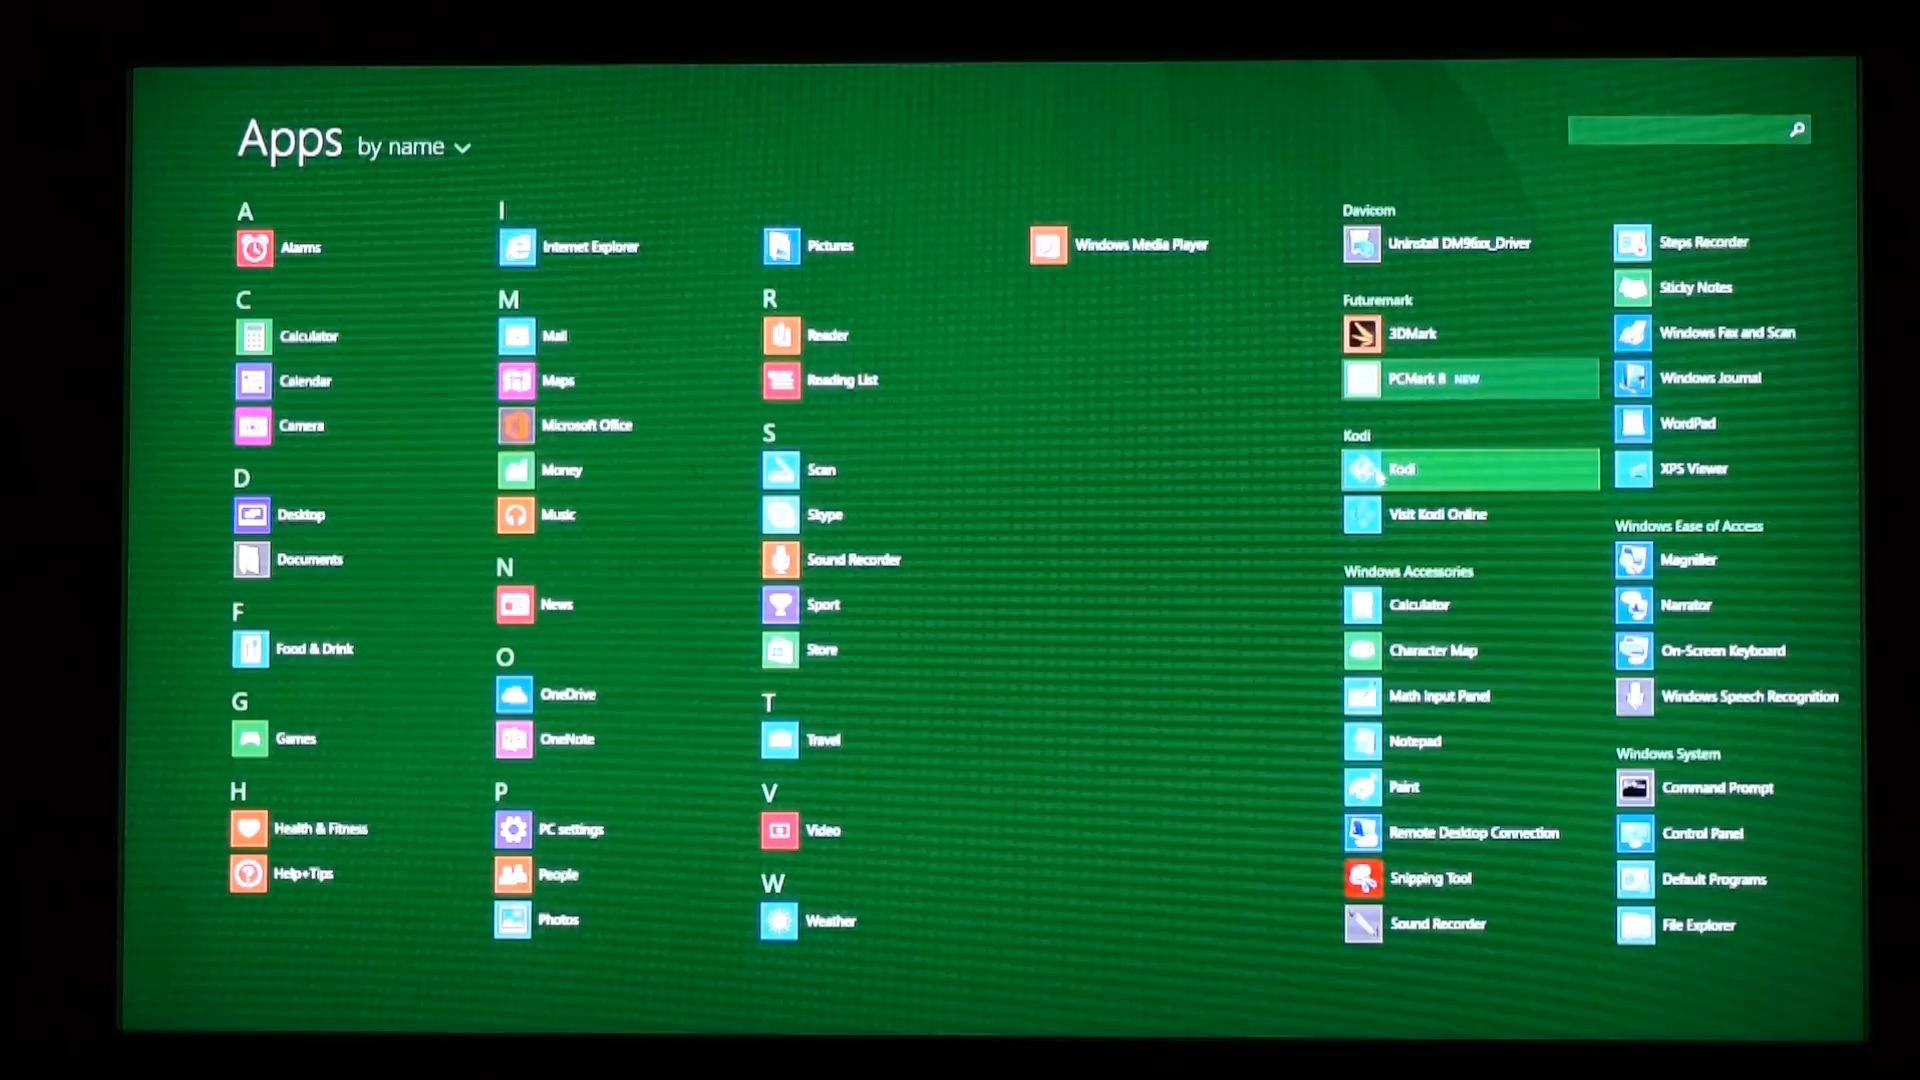 Apps by name
A
Alarms
C
Calculator
Calendar
Camera
D
Desktop
Documents
F
Food & Drink
G
Games
H
Health & Fitness
Help+Tips
I
Internet Explorer
M
Mail
Maps
Microsoft Office
Money
Music
N
News
O
OneDrive
OneNote
P
PC settings
People
Photos
Pictures
R
Reader
Reading List
S
Scan
Skype
Sound Recorder
Sport
Store
T
Travel
V
Video
W
Weather
Windows Media Player
Davicom
Uninstall DM96xx_Driver
Futuremark
3DMark
PCMark 8 NEW
Kodi
Kodi
Visit Kodi Online
Windows Accessories
Calculator
Character Map
Math Input Panel
Notepad
Paint
Remote Desktop Connection
Snipping Tool
Sound Recorder
Steps Recorder
Sticky Notes
Windows Fax and Scan
Windows Journal
WordPad
XPS Viewer
Windows Ease of Access
Magnifier
Narrator
On-Screen Keyboard
Windows Speech Recognition
Windows System
Command Prompt
Control Panel
Default Programs
File Explorer